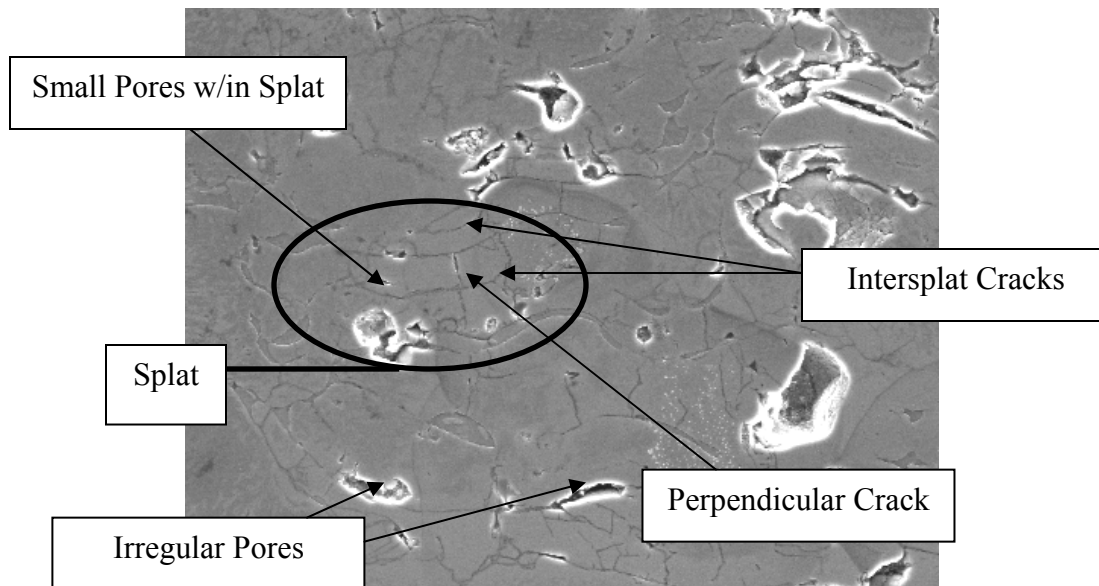 Small Pores w/in Splat
Intersplat Cracks
Splat
Perpendicular Crack
Irregular Pores